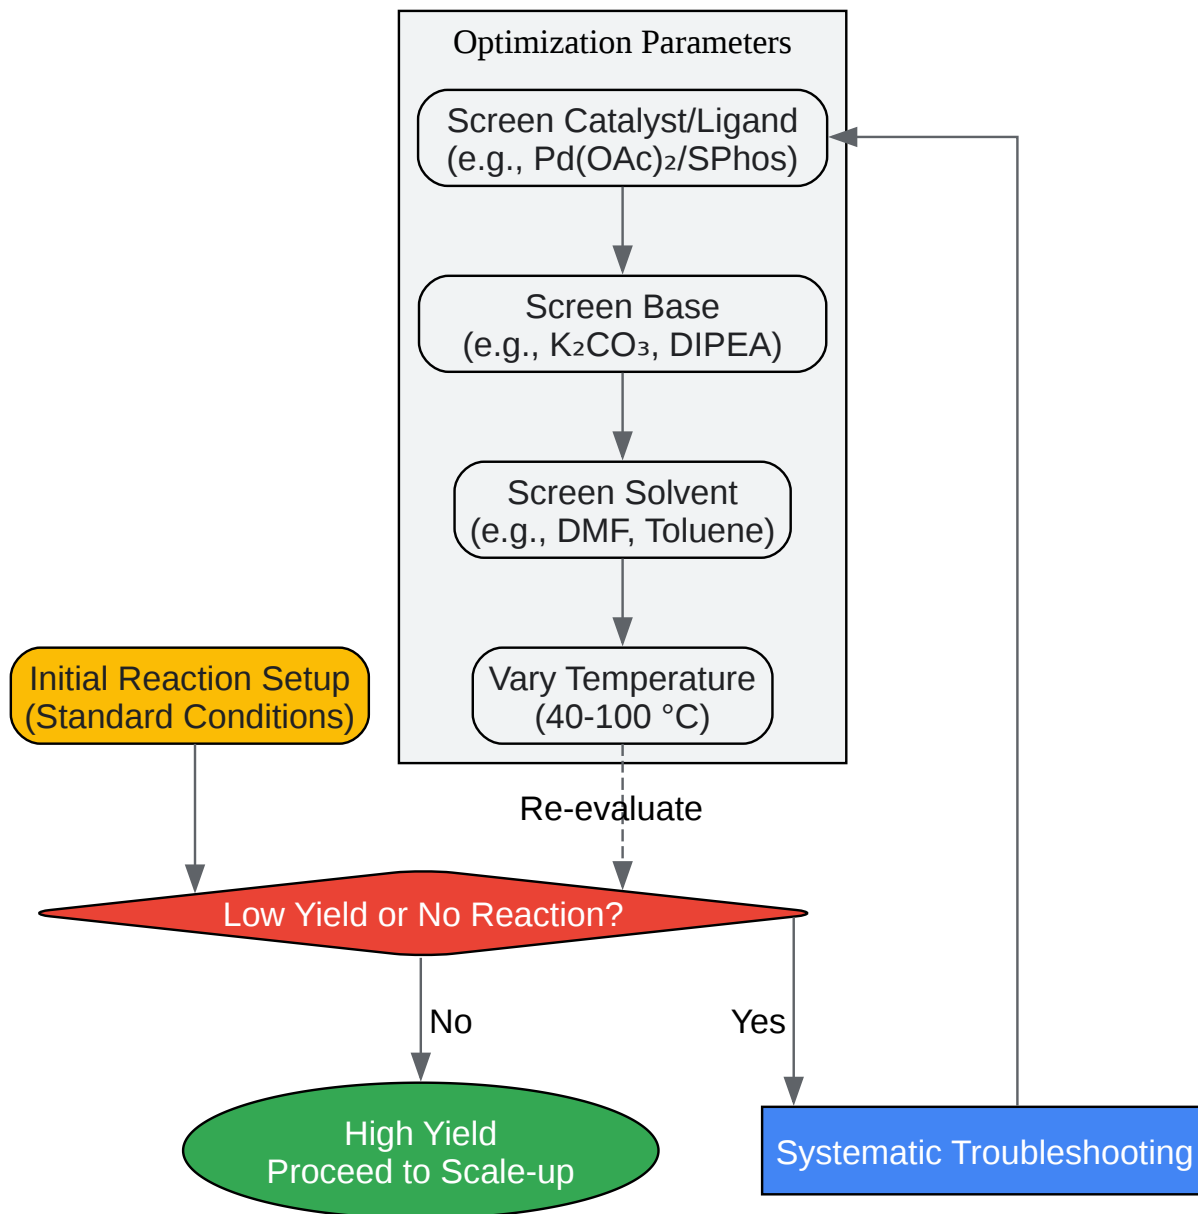 Optimization Parameters
Screen Catalyst/Ligand
(e.g., Pd(OAc)₂/SPhos)
Screen Base
(e.g., K₂CO₃, DIPEA)
Screen Solvent
(e.g., DMF, Toluene)
Initial Reaction Setup
(Standard Conditions)
Vary Temperature
(40-100 °C)
Re-evaluate
Low Yield or No Reaction?
No
Yes
High Yield
Proceed to Scale-up
Systematic Troubleshooting